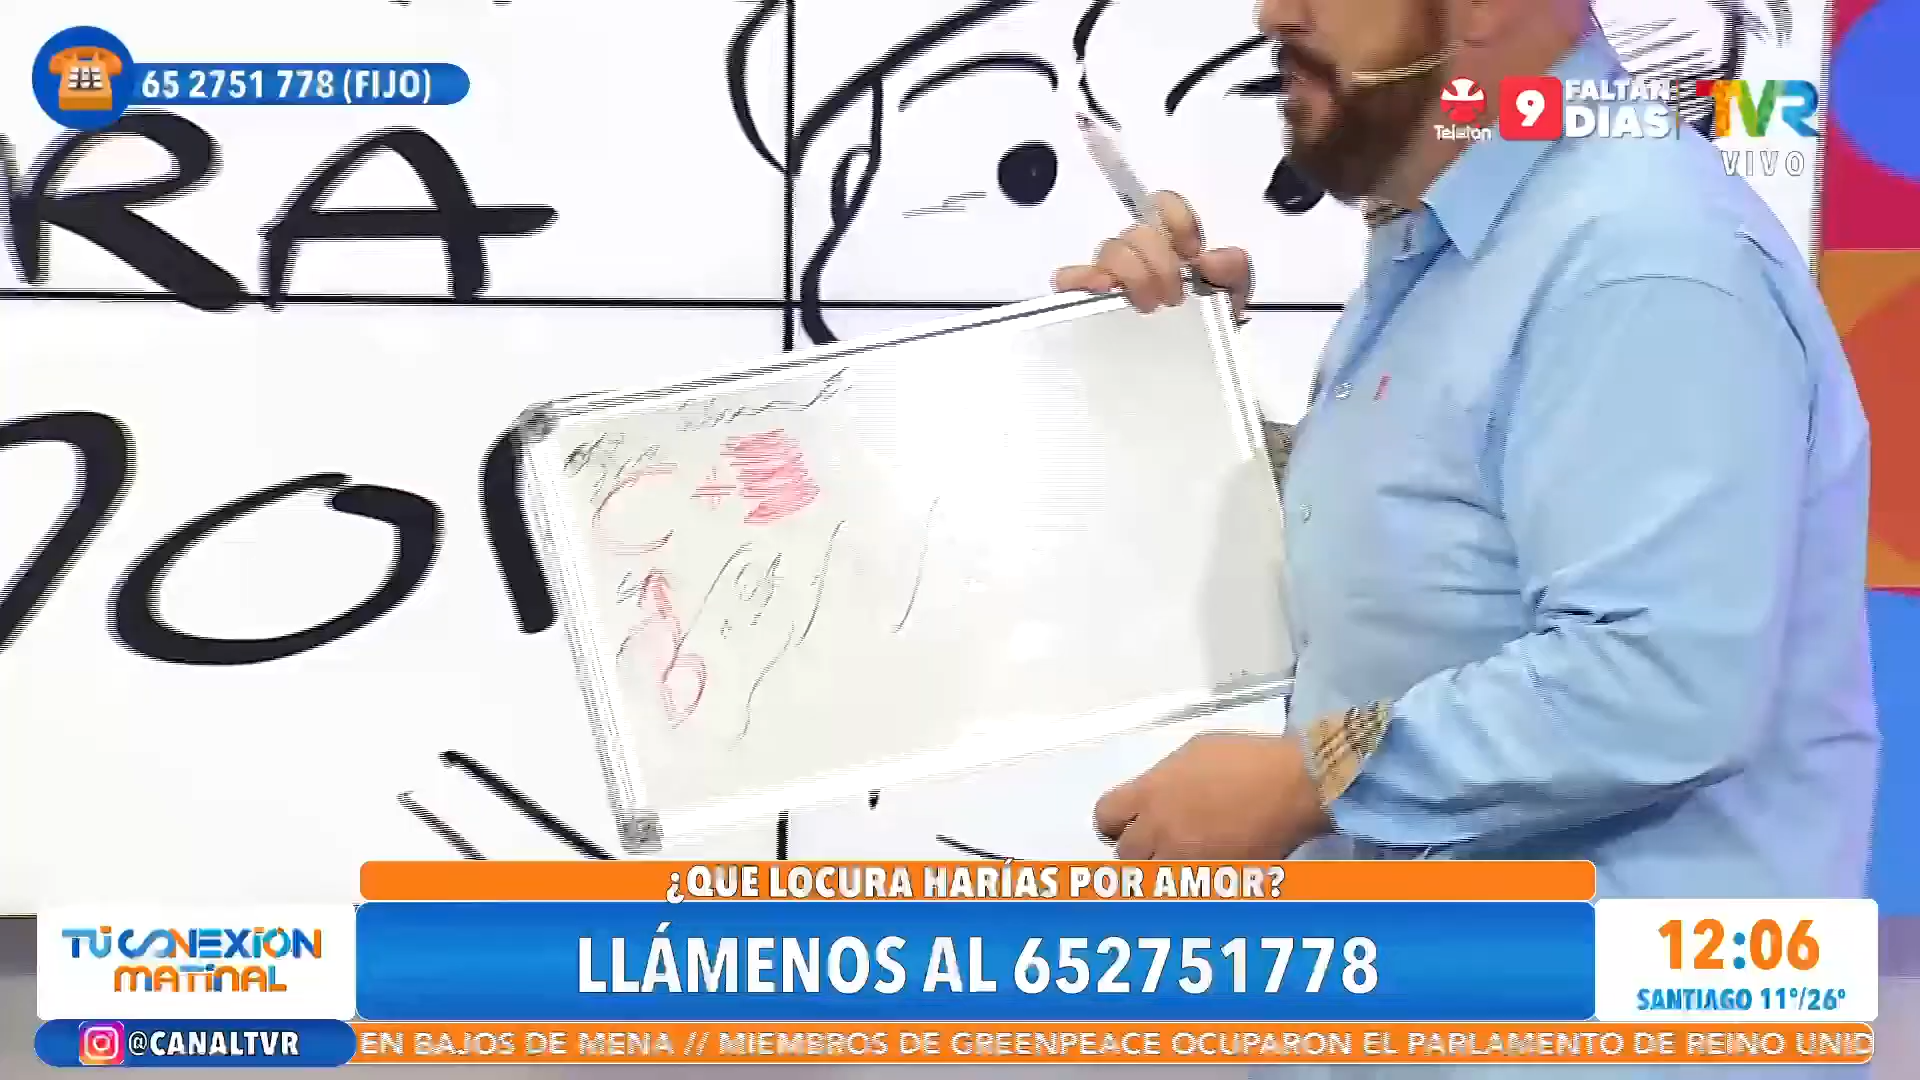 65 2751 778 (FIJO)
Teletón
9
FALTAN
DIAS
TVR
VIVO
RA
¿QUE LOCURA HARÍAS POR AMOR?
LLÁMENOS AL 652751778
TÚ CONEXIÓN
MATINAL
12:06
SANTIAGO 11°/26°
@CANALTVR
EN BAJOS DE MENA // MIEMBROS DE GREENPEACE OCUPARON EL PARLAMENTO DE REINO UNID